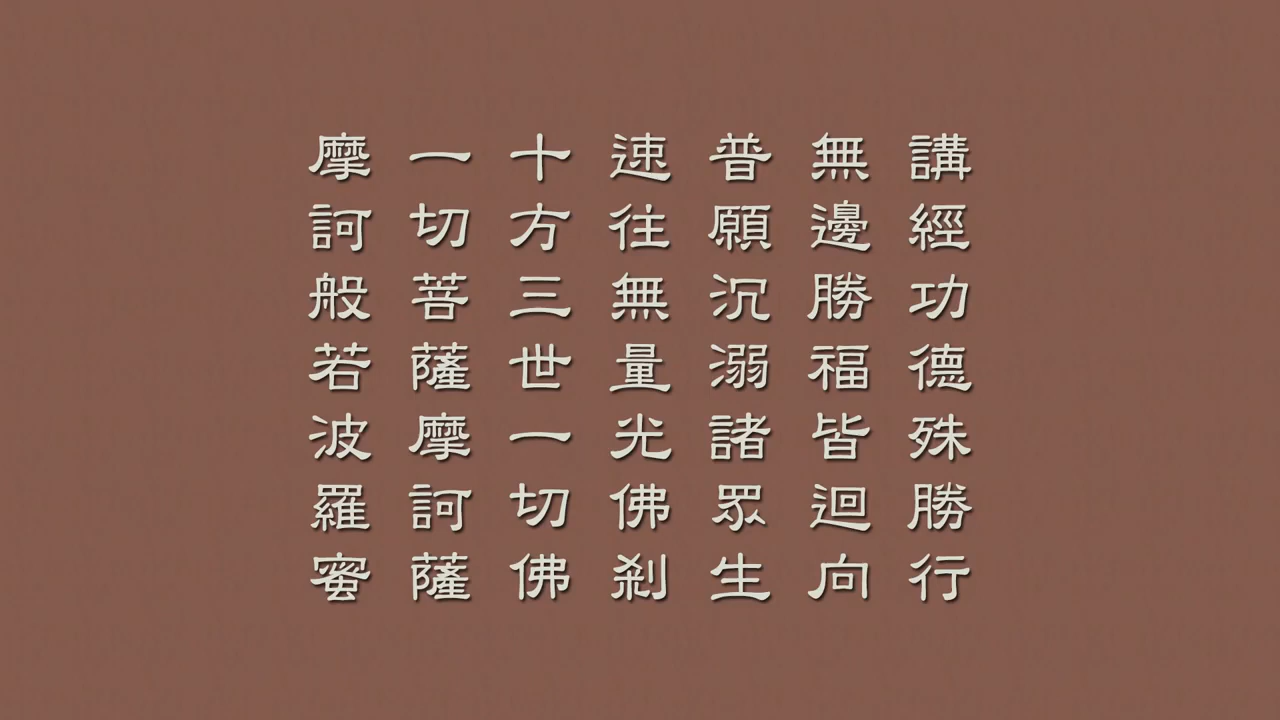 講經功德殊勝行
無邊勝福皆迴向
普願沉溺諸眾生
速往無量光佛剎
十方三世一切佛
一切菩薩摩訶薩
摩訶般若波羅蜜